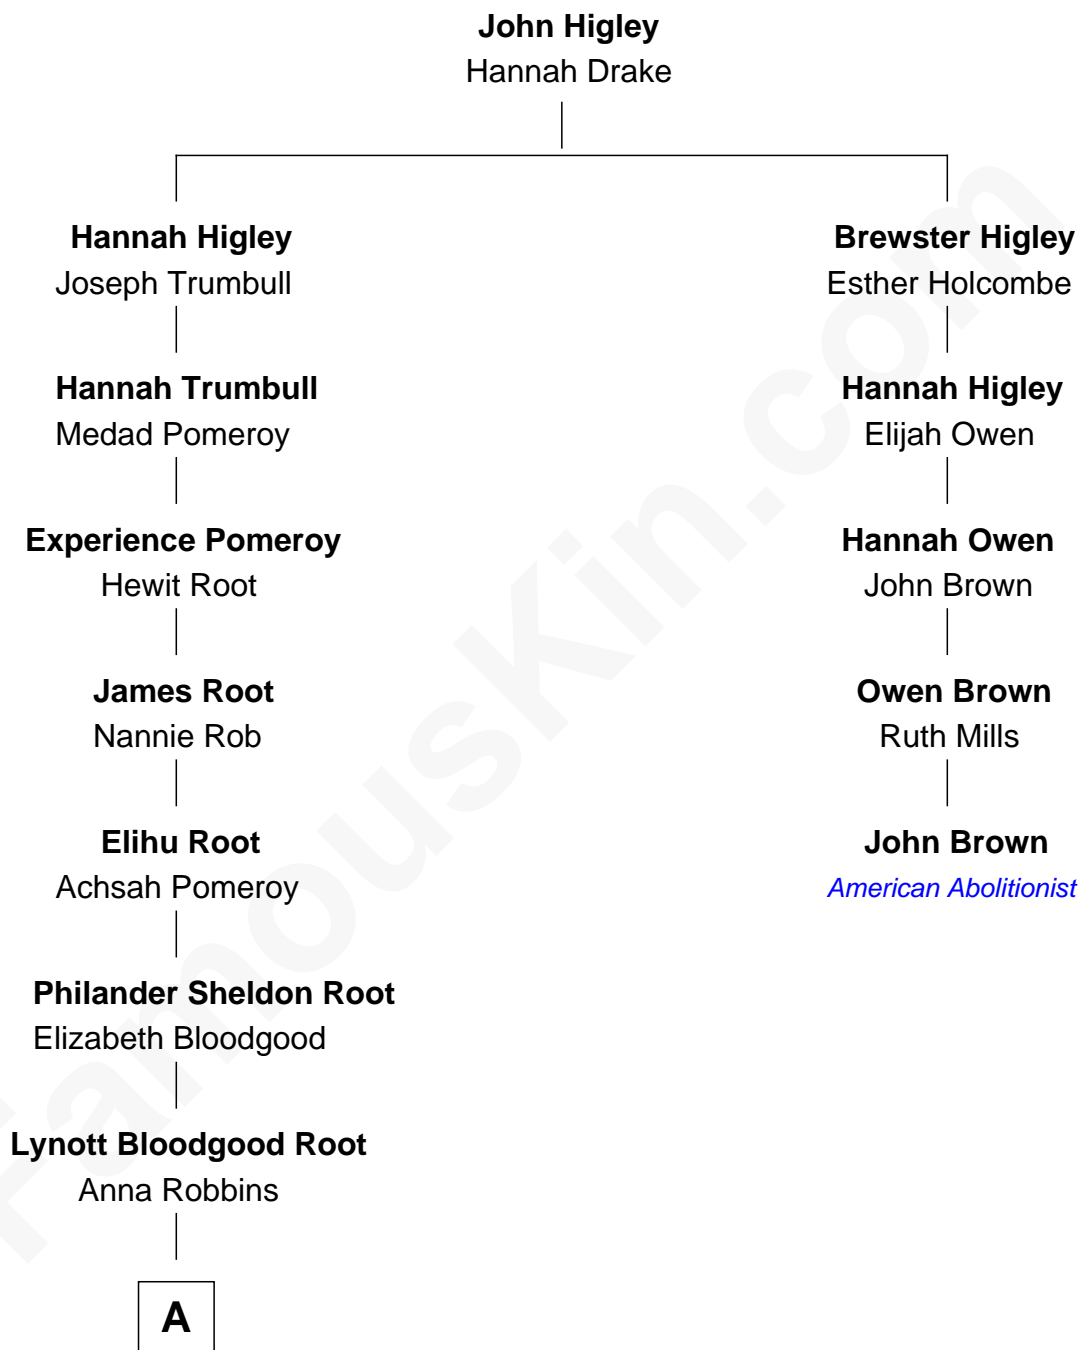 John Higley
Hannah Drake
Hannah Higley
Joseph Trumbull
Brewster Higley
Esther Holcombe
Hannah Trumbull
Medad Pomeroy
Hannah Higley
Elijah Owen
Experience Pomeroy
Hewit Root
Hannah Owen
John Brown
James Root
Nannie Rob
Owen Brown
Ruth Mills
Elihu Root
Achsah Pomeroy
John Brown
American Abolitionist
Philander Sheldon Root
Elizabeth Bloodgood
Lynott Bloodgood Root
Anna Robbins
A
FamousKin.com